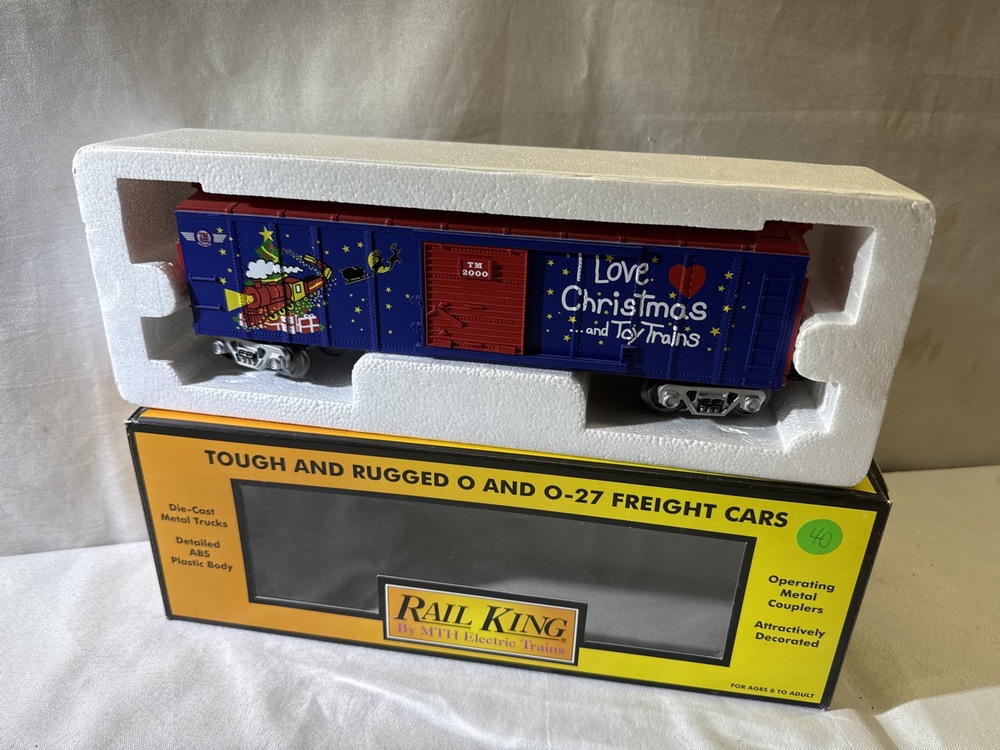 TM
2000
I Love
Christmas
...and Toy Trains
TOUGH AND RUGGED O AND O-27 FREIGHT CARS
Die-Cast
Metal Trucks
Detailed
ABS
Plastic Body
40
Operating
Metal
Couplers
Attractively
Decorated
RAIL KING®
By MTH Electric Trains
FOR AGES 8 TO ADULT